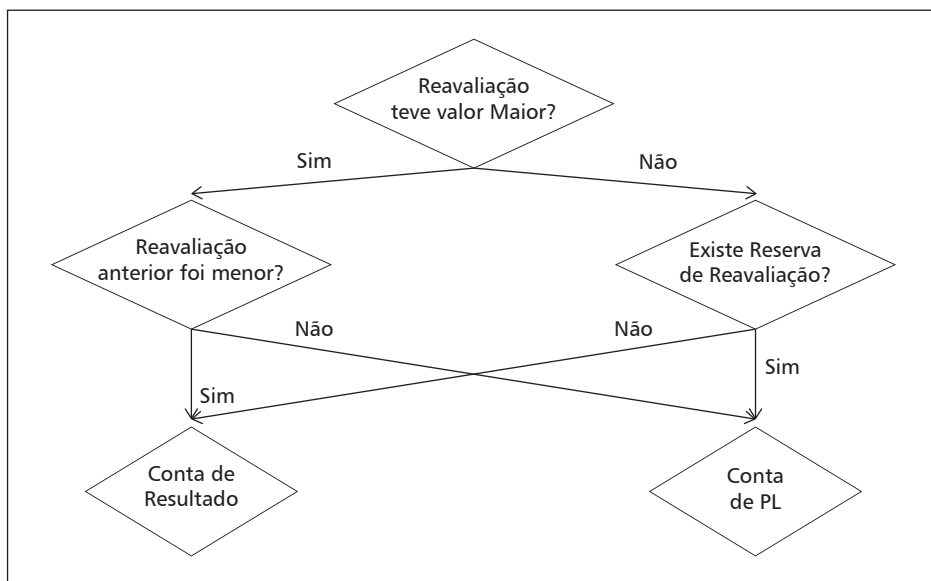 Reavaliação
teve valor Maior?
Sim
Não
Reavaliação
anterior foi menor?
Existe Reserva
de Reavaliação?
Não
Não
Sim
Sim
Conta de
Resultado
Conta
de PL